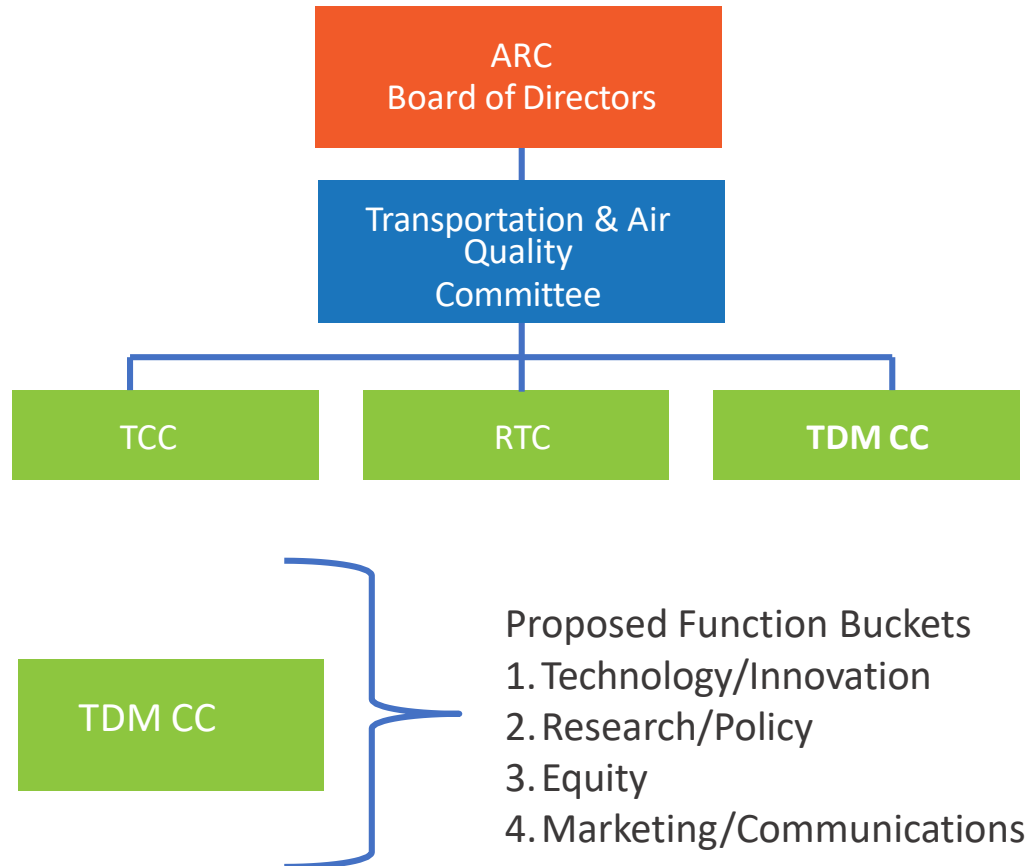 ARC
Board of Directors
Transportation & Air
Quality
Committee
TCC
RTC
TDM CC
TDM CC
Proposed Function Buckets
1. Technology/Innovation
2. Research/Policy
3. Equity
4. Marketing/Communications